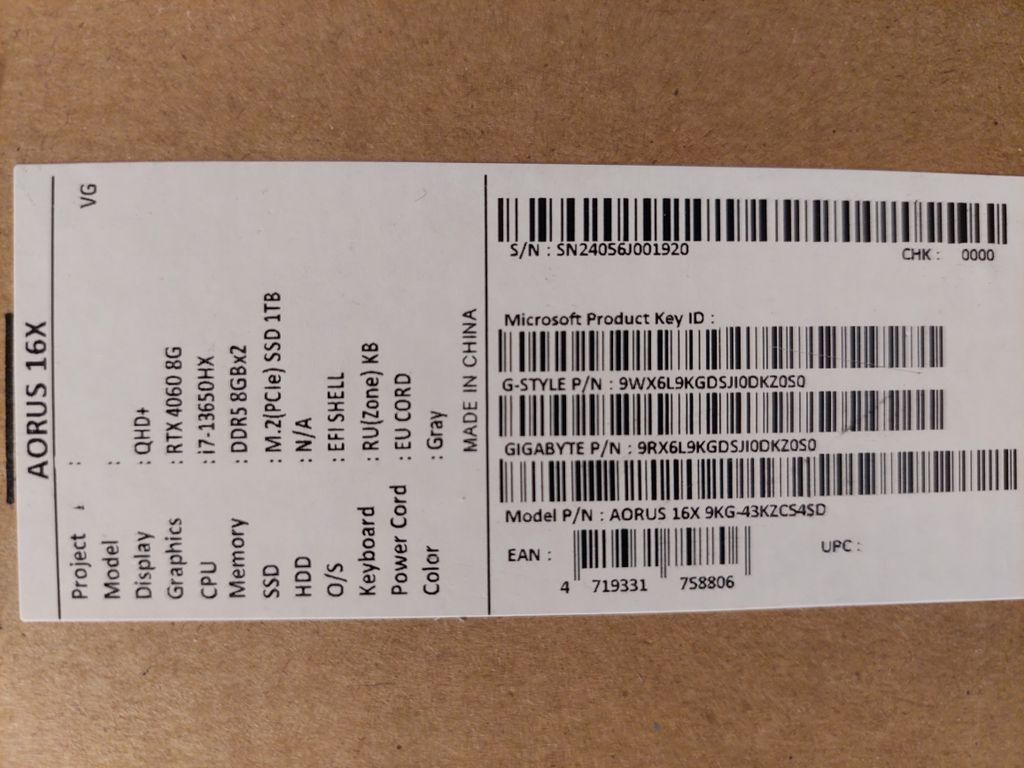 AORUS 16X
VG
Project :
Model :
Display : QHD+
Graphics : RTX 4060 8G
CPU : i7-13650HX
Memory : DDR5 8GBx2
SSD : M.2(PCIe) SSD 1TB
HDD : N/A
O/S : EFI SHELL
Keyboard : RU(Zone) KB
Power Cord : EU CORD
Color : Gray
MADE IN CHINA
S/N : SN24056J001920
CHK : 0000
Microsoft Product Key ID :
G-STYLE P/N : 9WX6L9KGDSJI0DKZ0S0
GIGABYTE P/N : 9RX6L9KGDSJI0DKZ0S0
Model P/N : AORUS 16X 9KG-43KZCS4SD
EAN :
4 719331 758806
UPC :